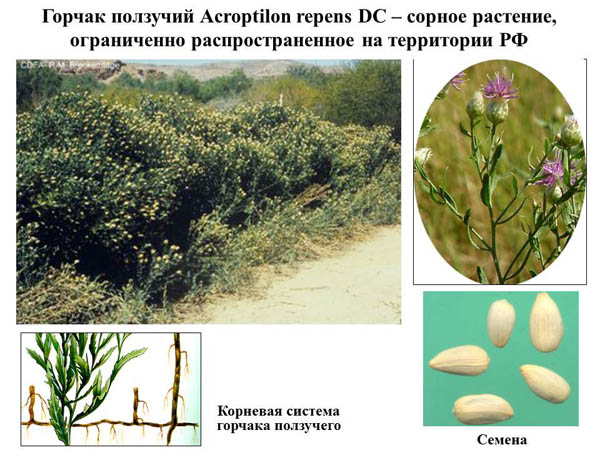 Горчак ползучий Acroptilon repens DC – сорное растение,
ограниченно распространенное на территории РФ
Корневая система
горчака ползучего
Семена